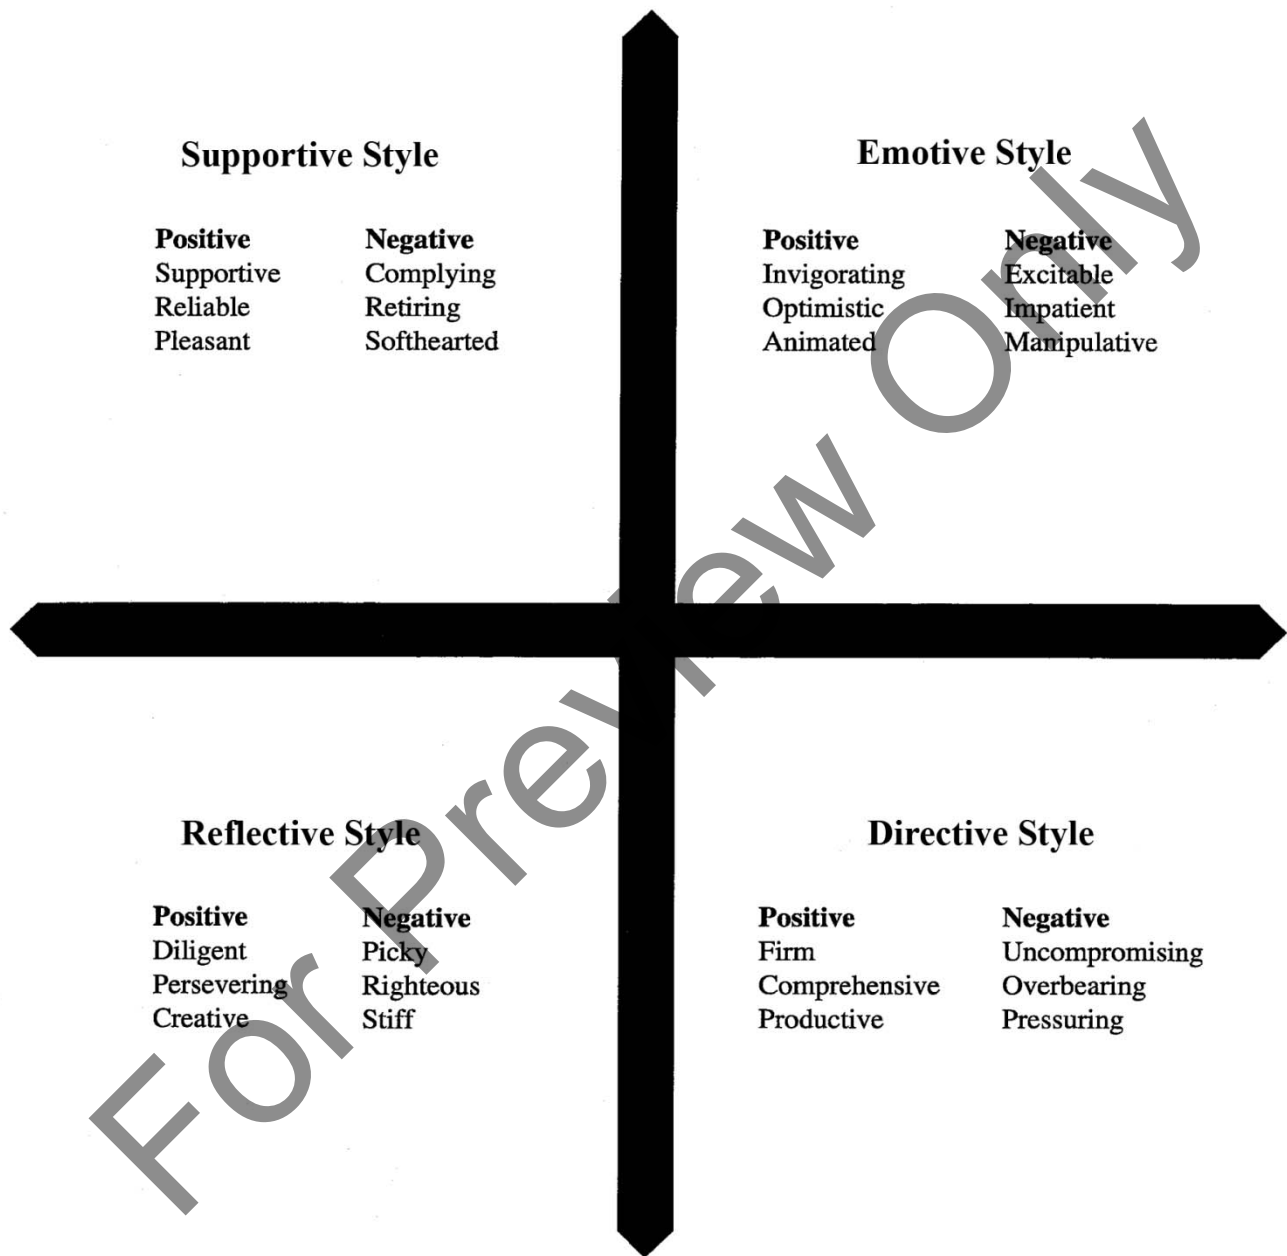 Supportive Style
Positive Negative
Supportive Complying
Reliable Retiring
Pleasant Softhearted
Emotive Style
Positive Negative
Invigorating Excitable
Optimistic Impatient
Animated Manipulative
Reflective Style
Positive Negative
Diligent Picky
Persevering Righteous
Creative Stiff
Directive Style
Positive Negative
Firm Uncompromising
Comprehensive Overbearing
Productive Pressuring
For Preview Only